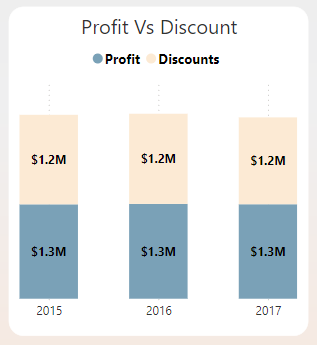 Profit Vs Discount
Profit Discounts
$1.2M $1.2M $1.2M
$1.3M $1.3M $1.3M
2015 2016 2017